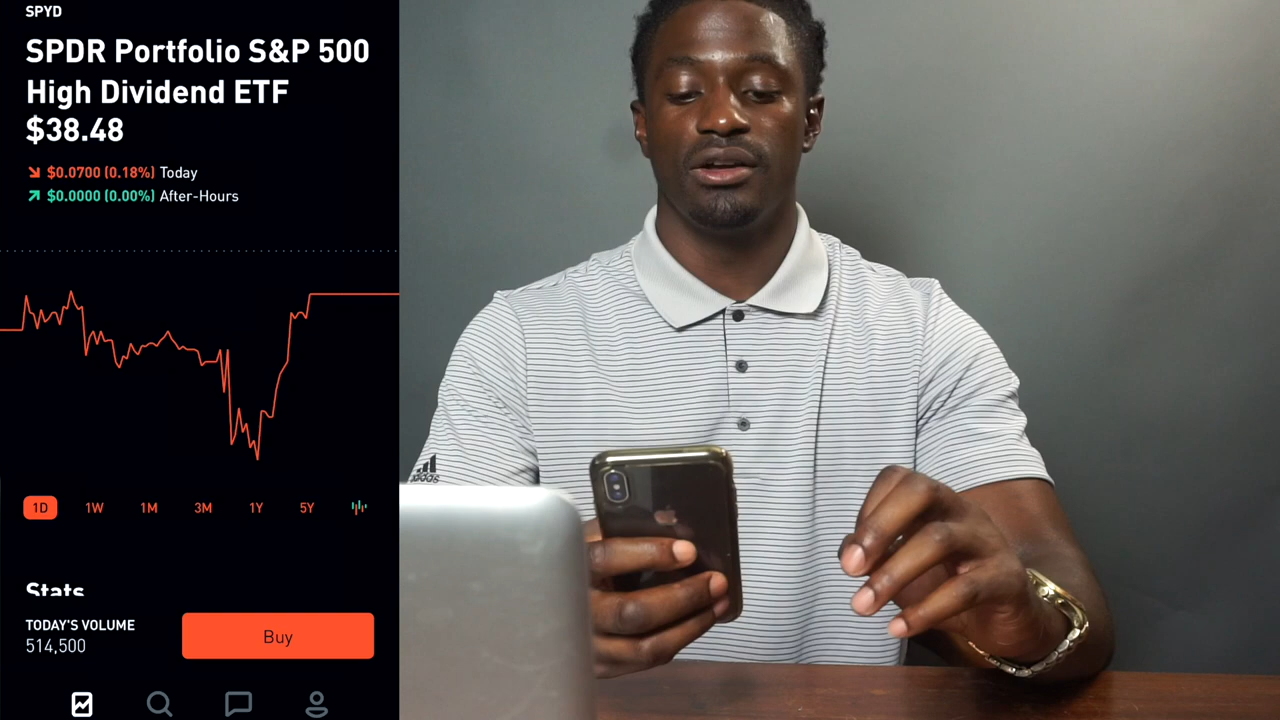 SPYD
SPDR Portfolio S&P 500
High Dividend ETF
$38.48
$0.0700 (0.18%) Today
$0.0000 (0.00%) After-Hours
1D 1W 1M 3M 1Y 5Y
Stats
TODAY'S VOLUME
514,500
Buy
adidas